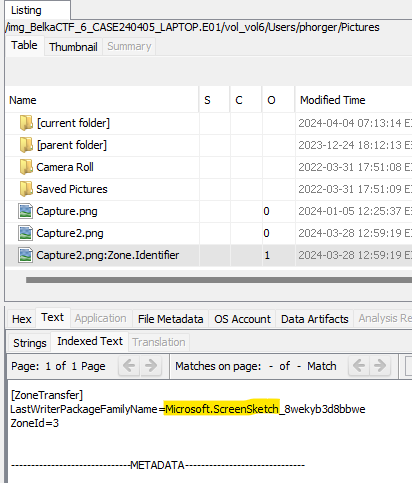 Listing
/img_BelkaCTF_6_CASE240405_LAPTOP.E01/vol_vol6/Users/phorger/Pictures
Table Thumbnail Summary
Name S C O Modified Time
[current folder] 2024-04-04 07:13:14 E
[parent folder] 2023-12-24 18:12:13 E
Camera Roll 2022-03-31 17:51:08 E
Saved Pictures 2022-03-31 17:51:09 E
Capture.png 0 2024-01-05 12:25:37 E
Capture2.png 0 2024-03-28 12:59:19 E
Capture2.png:Zone.Identifier 1 2024-03-28 12:59:19 E
Hex Text Application File Metadata OS Account Data Artifacts Analysis Re
Strings Indexed Text Translation
Page: 1 of 1 Page Matches on page: - of - Match
[ZoneTransfer]
LastWriterPackageFamilyName=Microsoft.ScreenSketch_8wekyb3d8bbwe
ZoneId=3
------------------------------METADATA------------------------------